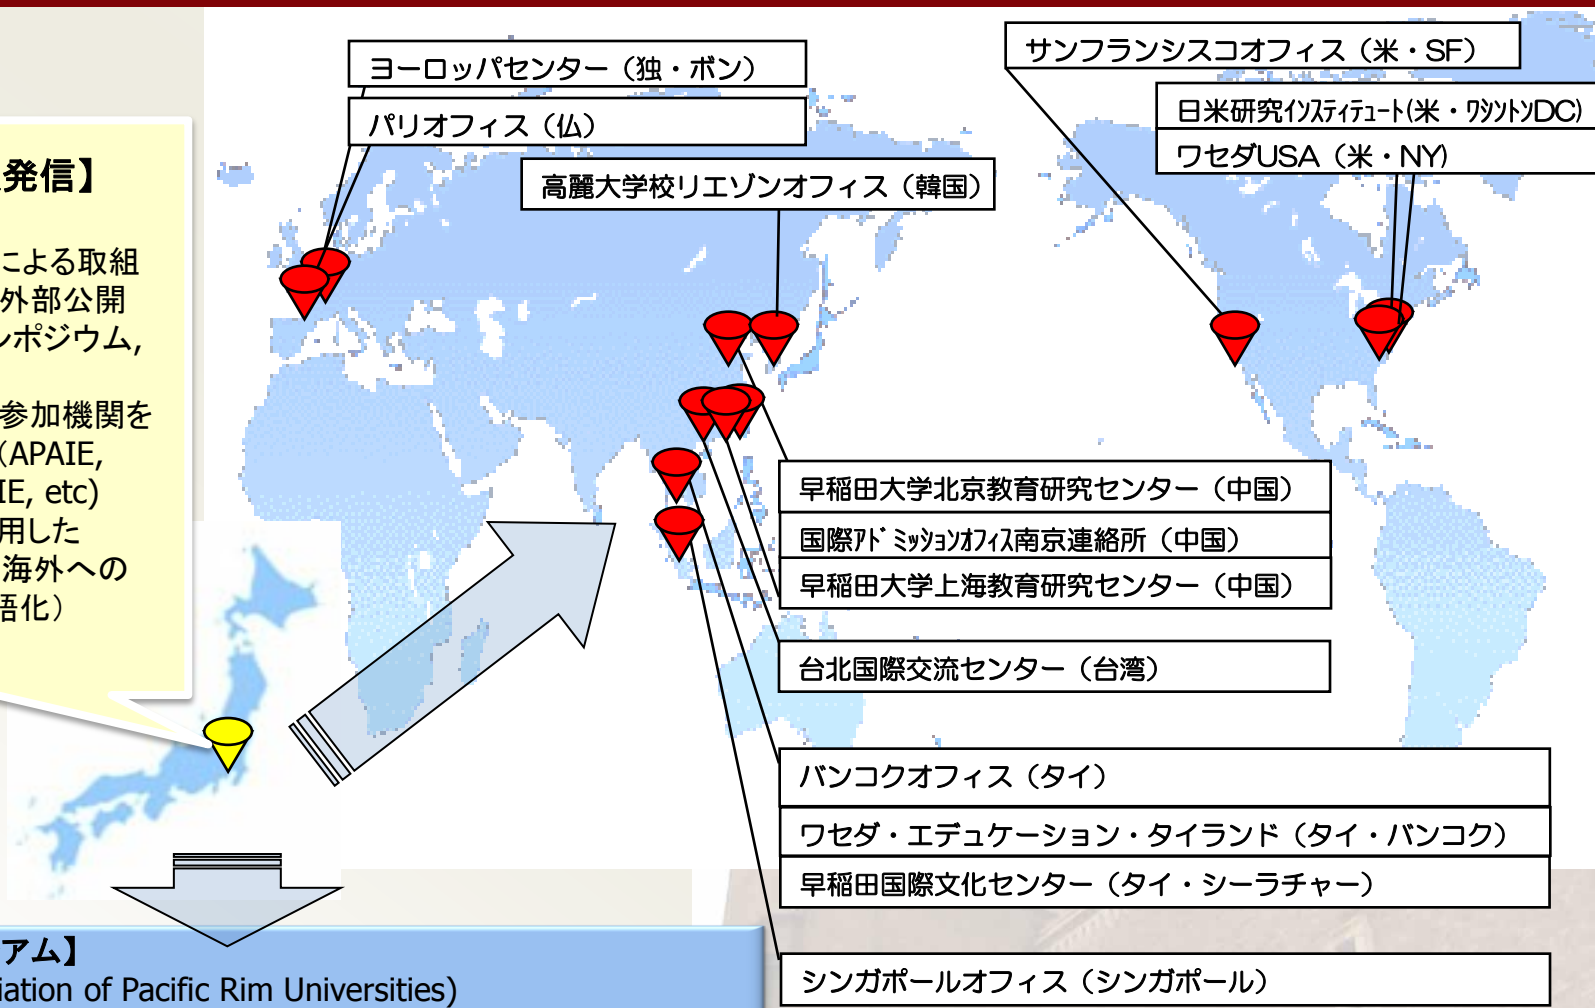 ヨーロッパセンター（独・ボン）
パリオフィス（仏）
高麗大学校リエゾンオフィス（韓国）
サンフランシスコオフィス（米・SF）
日米研究ｲﾝｽﾃｨﾃｭｰﾄ(米・ﾜｼﾝﾄﾝDC)
ワセダUSA（米・NY)
発信】
による取組
外部公開
ンポジウム,
参加機関を
（APAIE,
IE, etc)
用した
海外への
語化）
早稲田大学北京教育研究センター（中国）
国際ｱﾄﾞﾐｯｼｮﾝｵﾌｨｽ南京連絡所（中国）
早稲田大学上海教育研究センター（中国）
台北国際交流センター（台湾）
バンコクオフィス（タイ）
ワセダ・エデュケーション・タイランド（タイ・バンコク）
早稲田国際文化センター（タイ・シーラチャー）
シンガポールオフィス（シンガポール）
アム】
iation of Pacific Rim Universities)